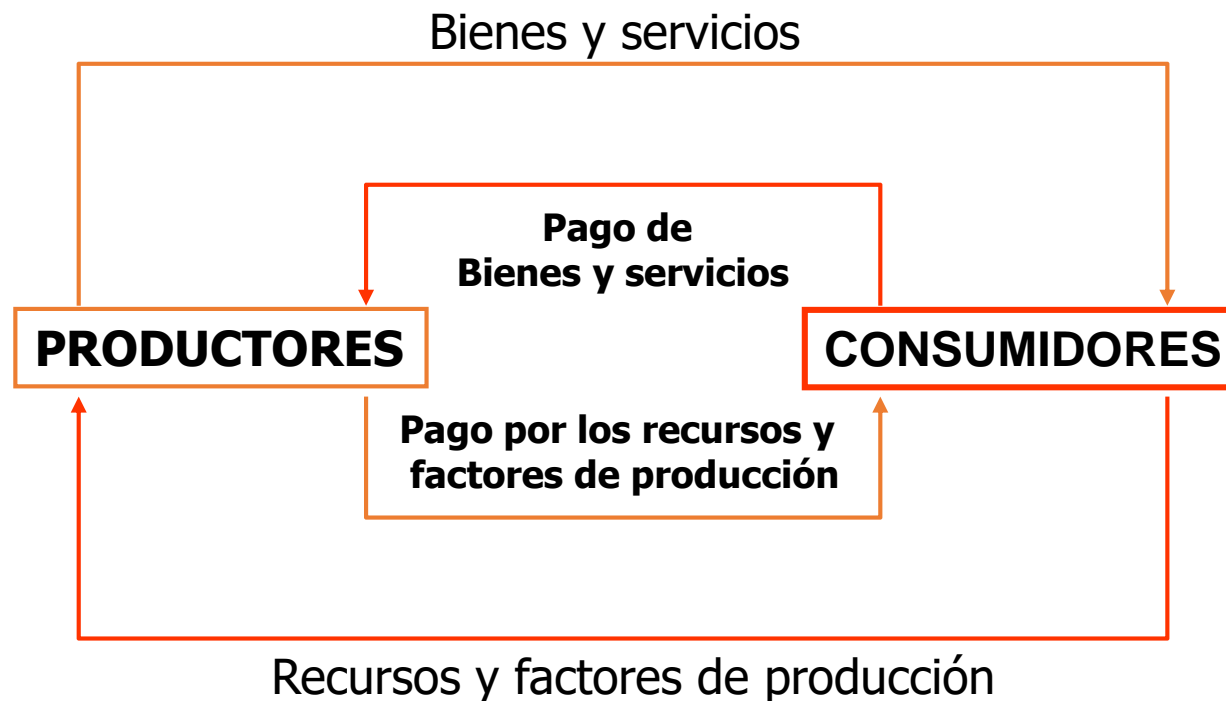 Bienes y servicios
Pago de
Bienes y servicios
PRODUCTORES
CONSUMIDORES
Pago por los recursos y
factores de producción
Recursos y factores de producción